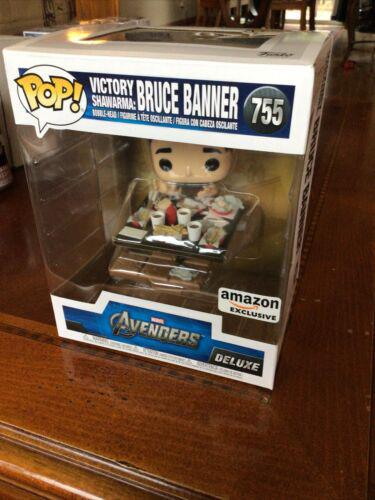 POP!
VICTORY
SHAWARMA: BRUCE BANNER
755
BOBBLE-HEAD / FIGURINE À TÊTE OSCILLANTE / FIGURA CON CABEZA OSCILANTE
amazon
EXCLUSIVE
MARVEL
AVENGERS
DELUXE